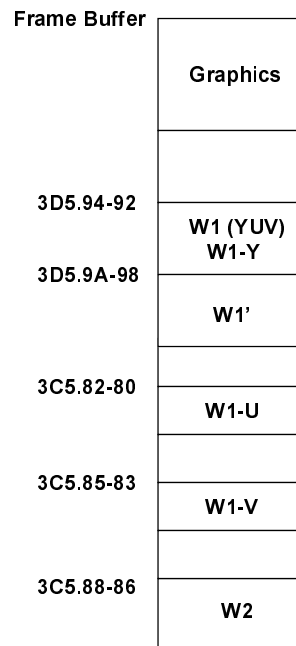 Frame Buffer
Graphics
3D5.94-92
W1 (YUV)
W1-Y
3D5.9A-98
W1’
3C5.82-80
W1-U
3C5.85-83
W1-V
3C5.88-86
W2